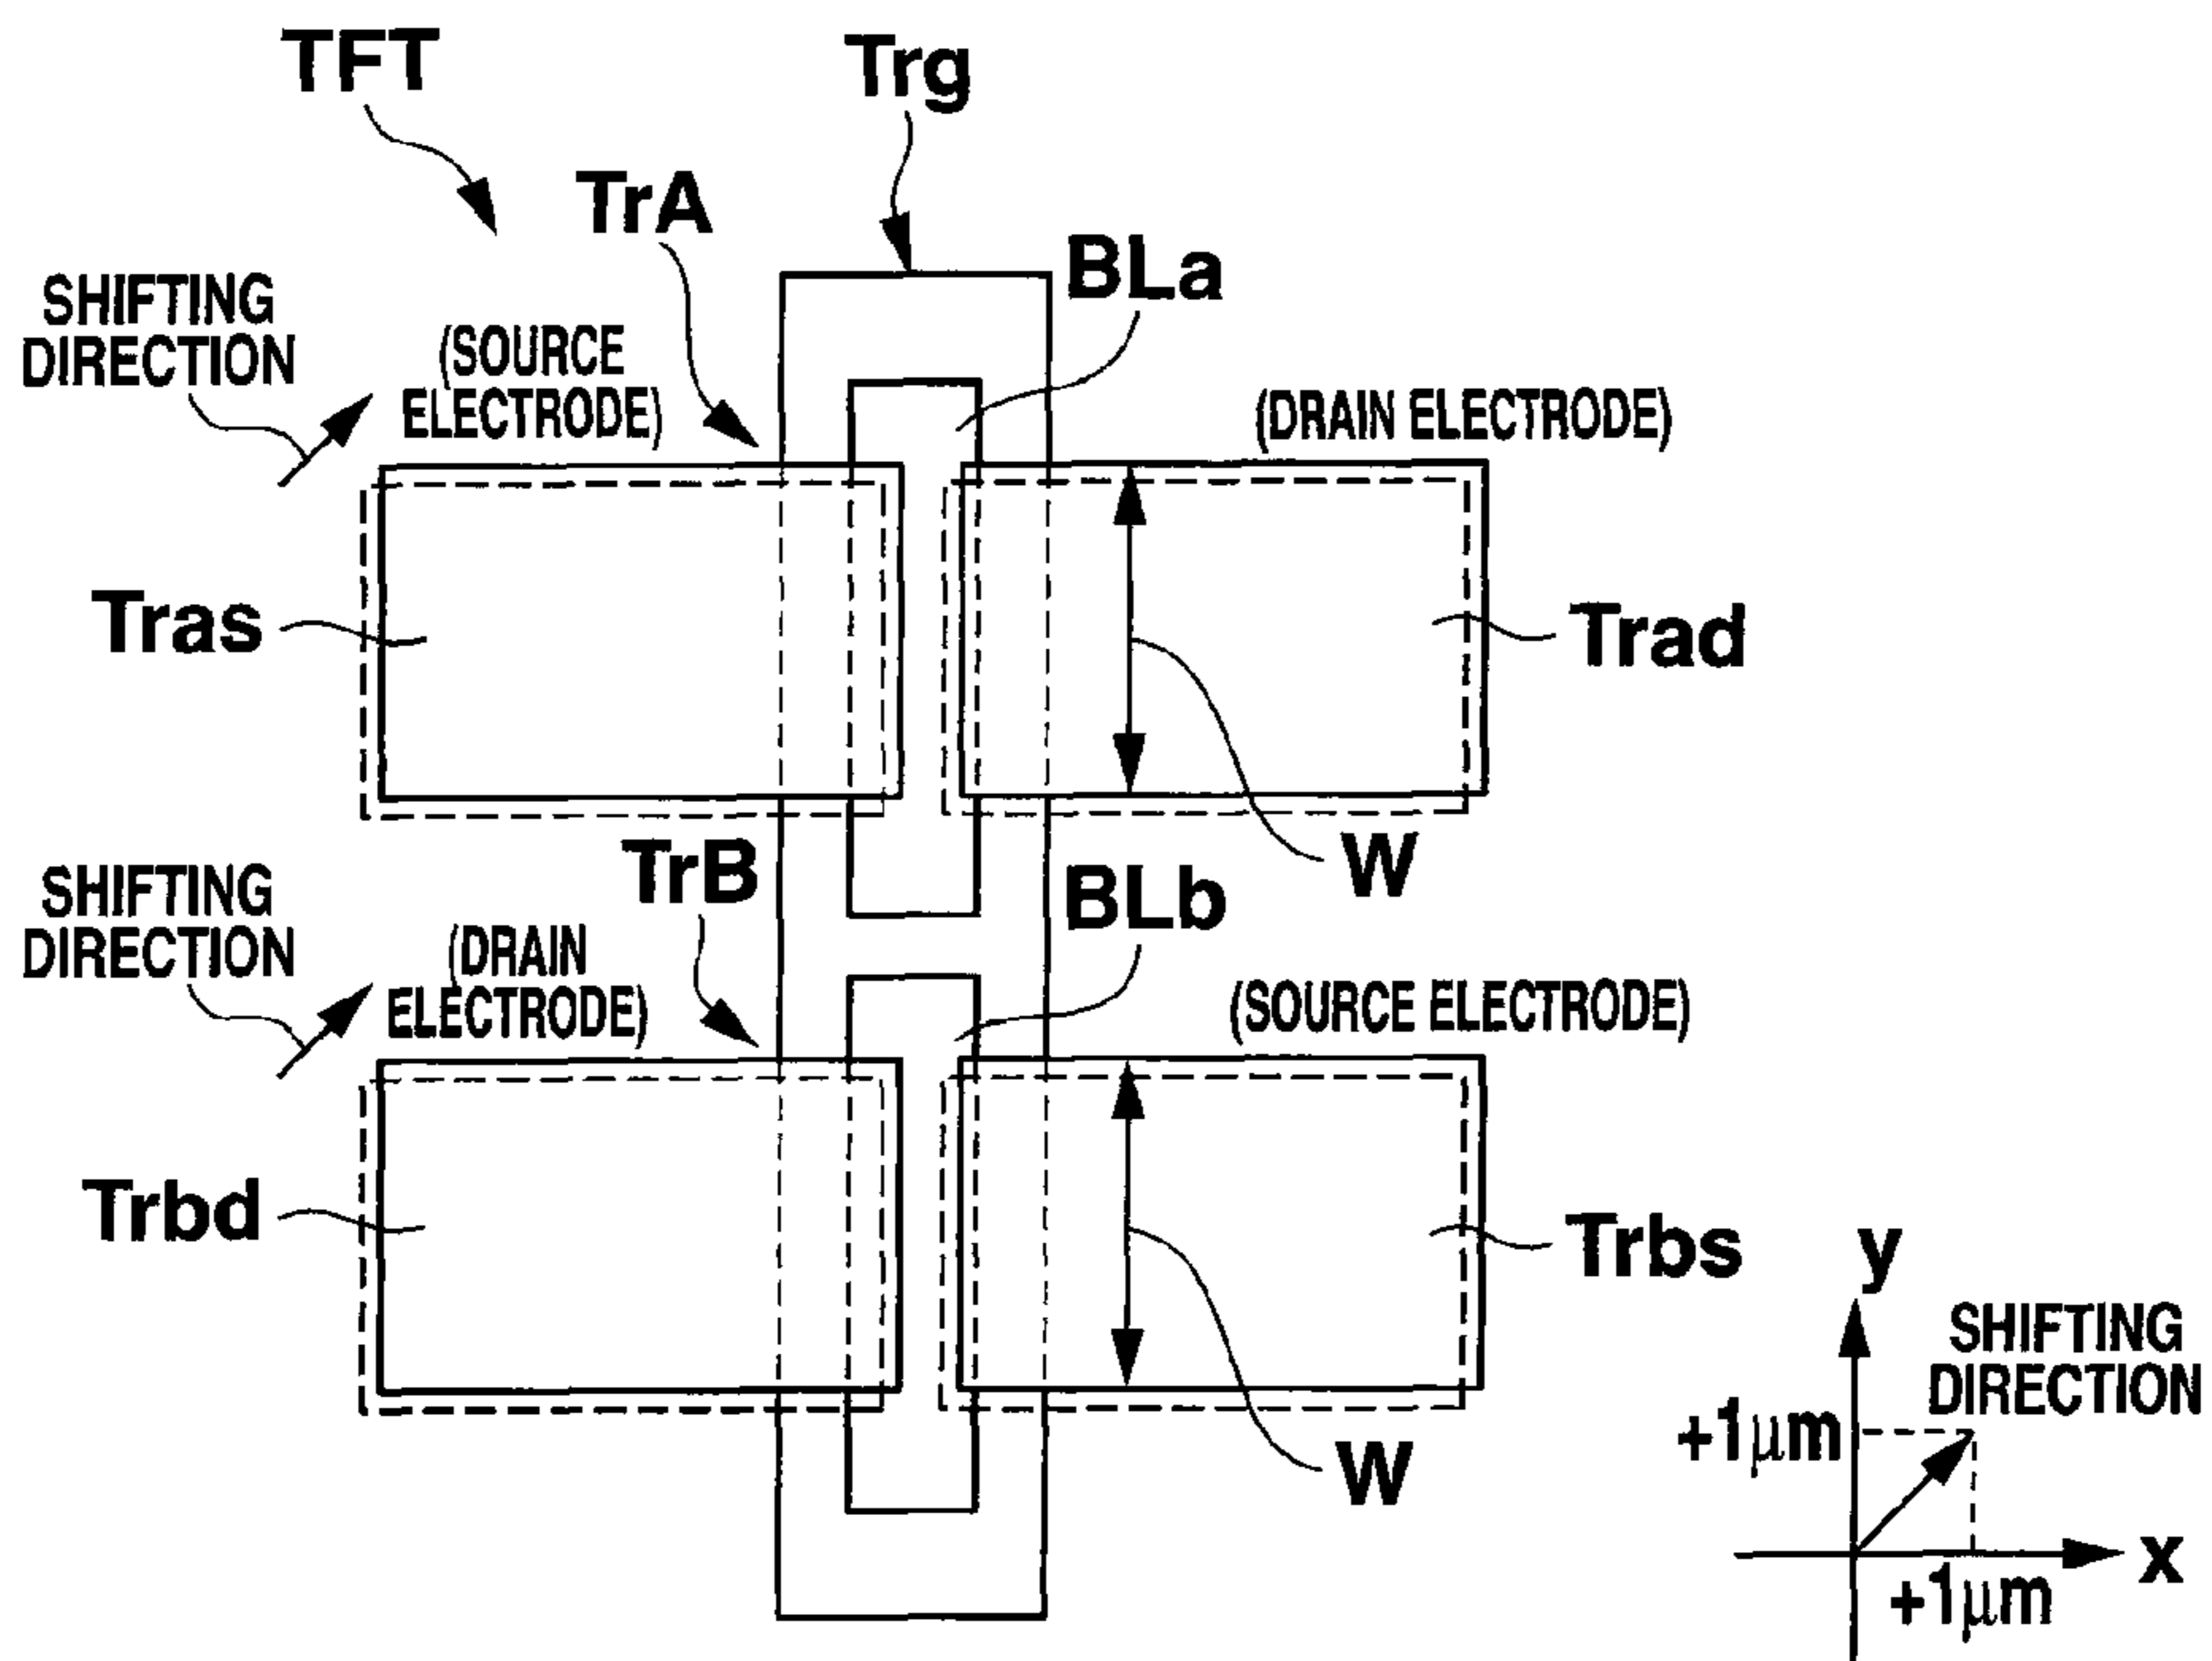 TFT
Trg
TrA
BLa
SHIFTING
DIRECTION
(SOURCE
ELECTRODE)
(DRAIN ELECTRODE)
Tras
Trad
W
TrB
BLb
SHIFTING
DIRECTION
(DRAIN
ELECTRODE)
(SOURCE ELECTRODE)
Trbd
Trbs
W
y
SHIFTING
DIRECTION
+1μm
x
+1μm